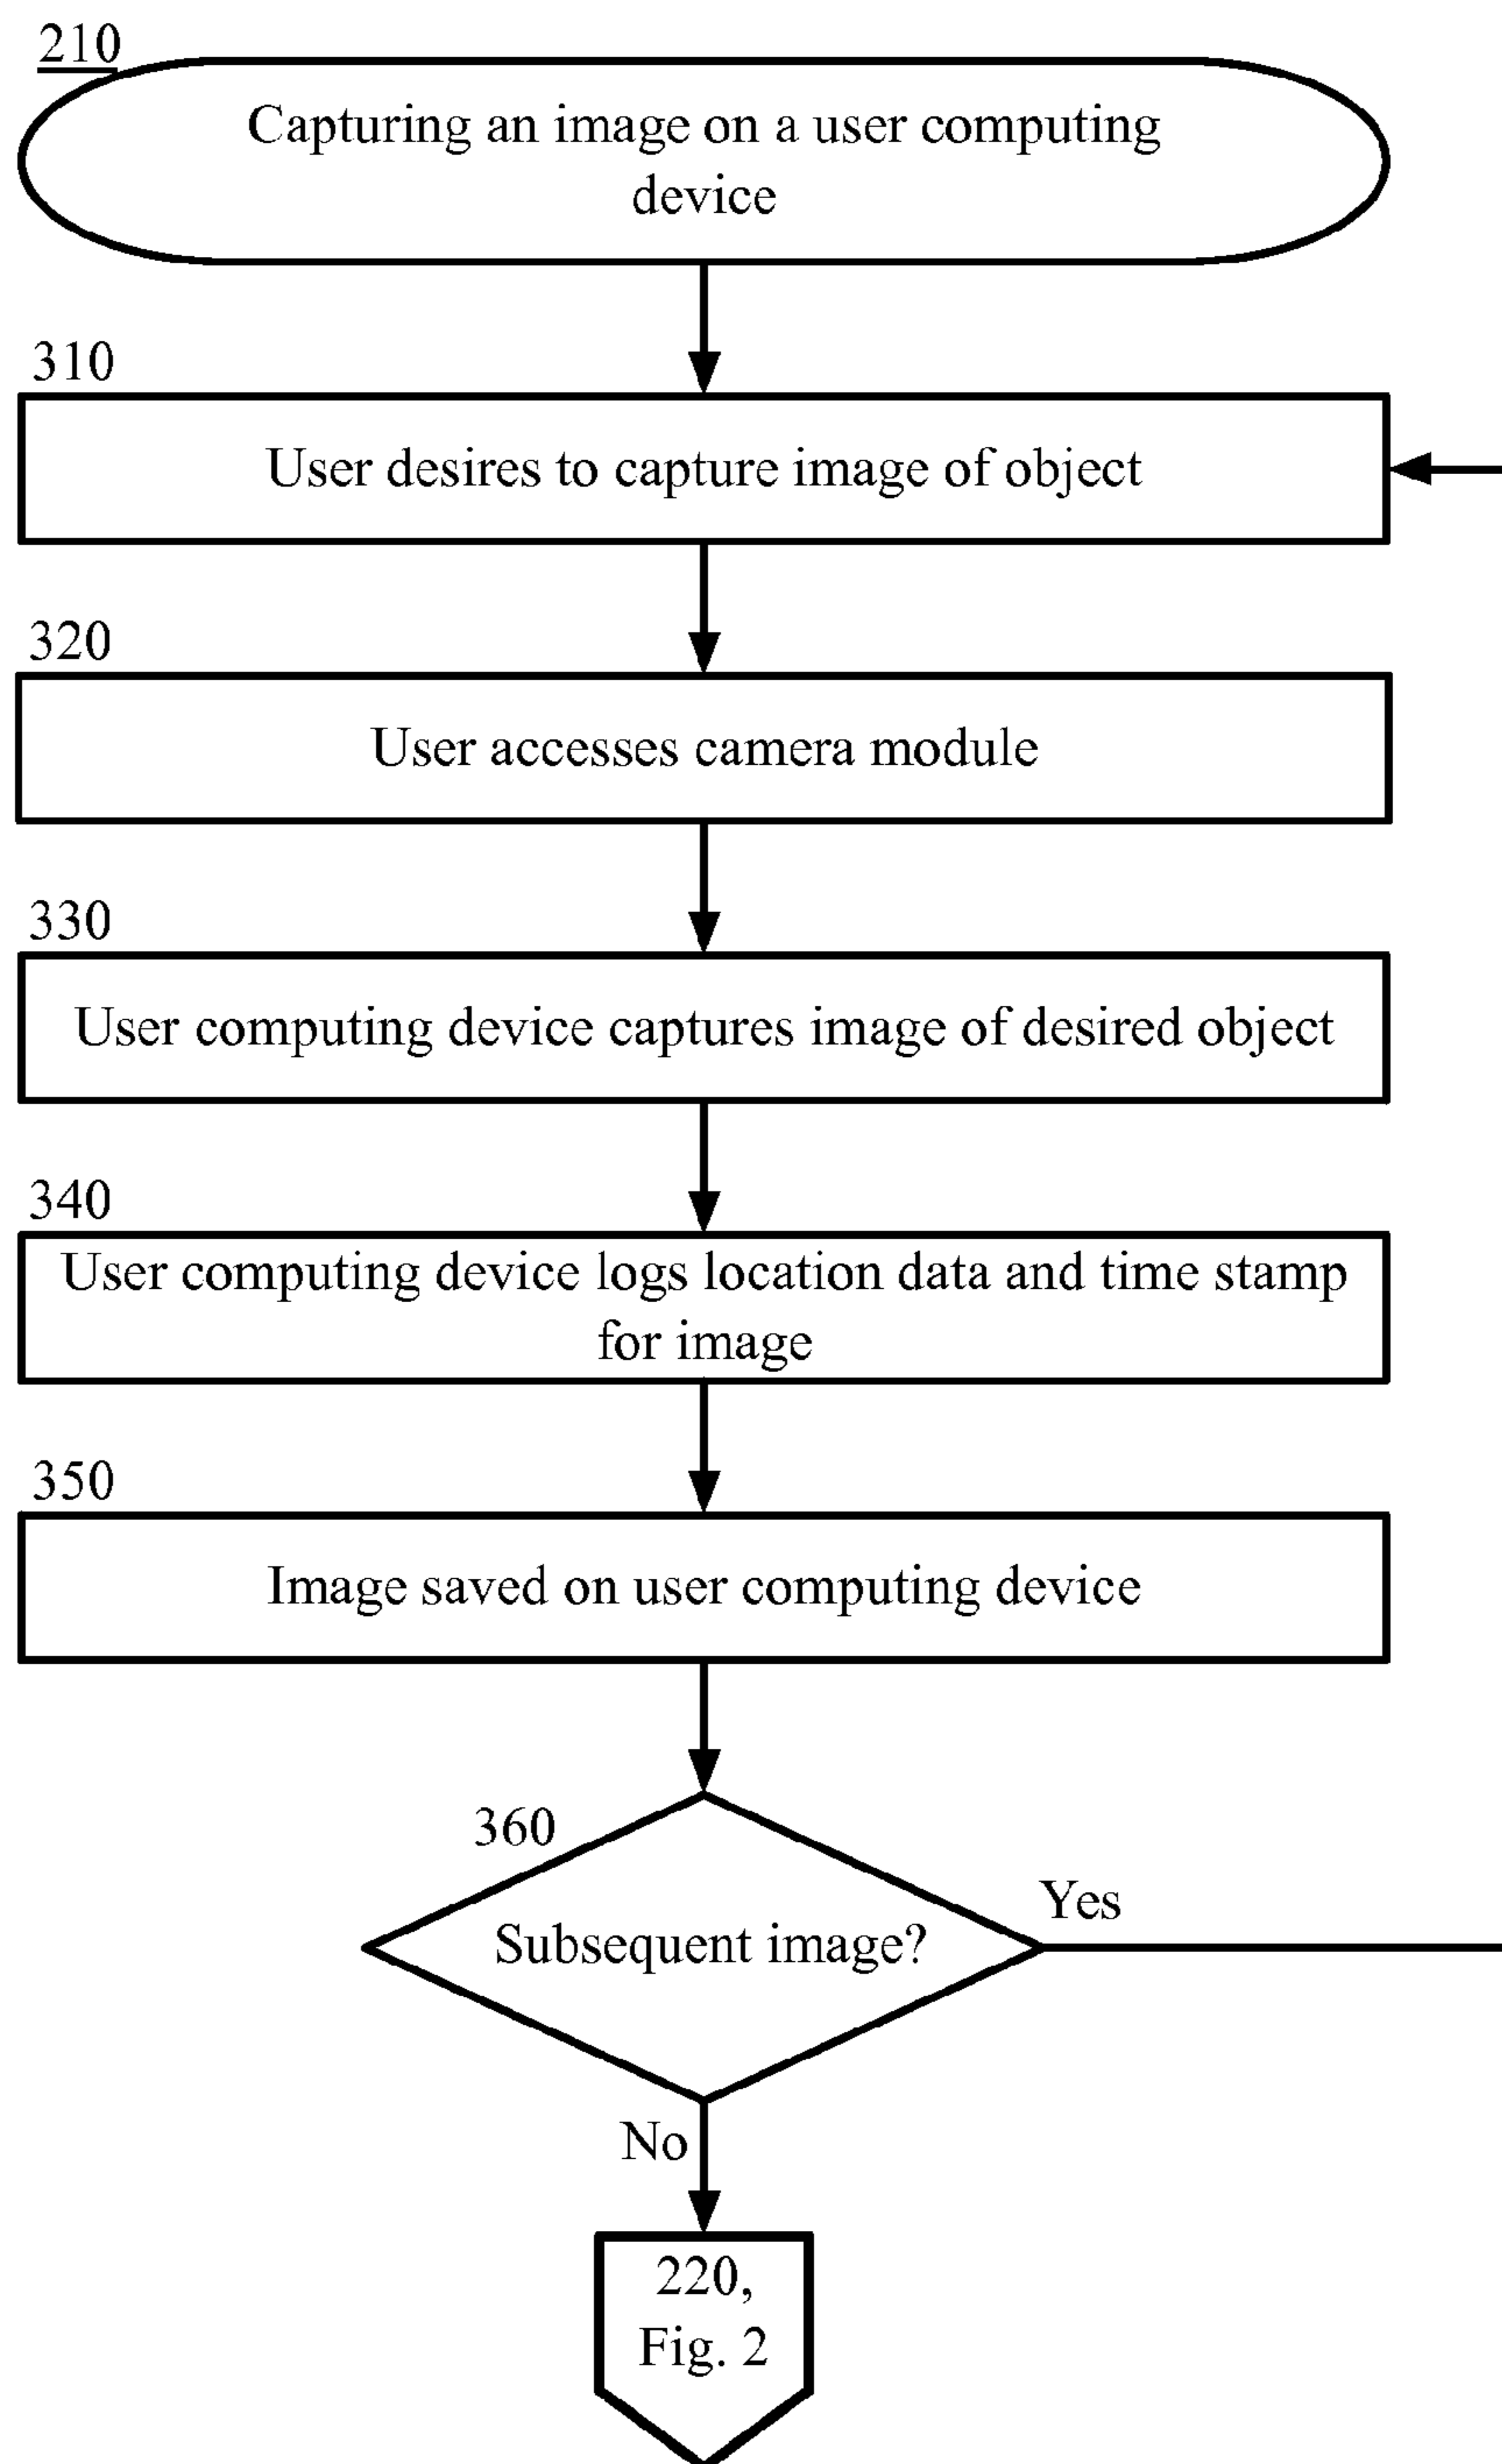 210
Capturing an image on a user computing
device
310
User desires to capture image of object
320
User accesses camera module
330
User computing device captures image of desired object
340
User computing device logs location data and time stamp
for image
350
Image saved on user computing device
360
Subsequent image?
Yes
No
220,
Fig. 2